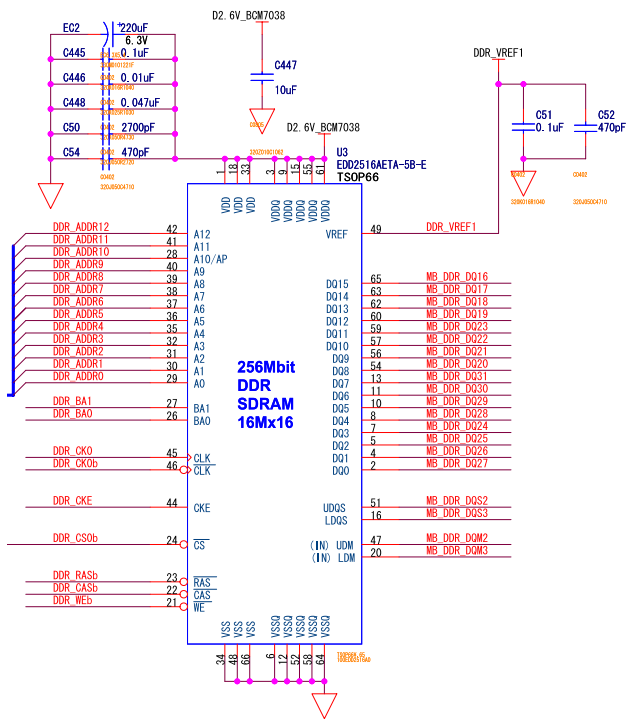 D2.6V_BCM7038
EC2 220uF
6.3V
C445 0.1uF
C446 0.01uF
C448 0.047uF
C50 2700pF
C54 470pF
C447
10uF
DDR_VREF1
C51
0.1uF
C52
470pF
D2.6V_BCM7038
U3
EDD2516AETA-5B-E
TSOP66
1 18 33 3 9 15 55 61
VDD VDD VDD VDDQ VDDQ VDDQ VDDQ VDDQ
DDR_ADDR12 42 A12
DDR_ADDR11 41 A11
DDR_ADDR10 28 A10/AP
DDR_ADDR9 40 A9
DDR_ADDR8 39 A8
DDR_ADDR7 38 A7
DDR_ADDR6 37 A6
DDR_ADDR5 36 A5
DDR_ADDR4 35 A4
DDR_ADDR3 32 A3
DDR_ADDR2 31 A2
DDR_ADDR1 30 A1
DDR_ADDR0 29 A0
DDR_BA1 27 BA1
DDR_BA0 26 BA0
DDR_CK0 45 CLK
DDR_CK0b 46 CLK
DDR_CKE 44 CKE
DDR_CS0b 24 CS
DDR_RASb 23 RAS
DDR_CASb 22 CAS
DDR_WEb 21 WE
256Mbit
DDR
SDRAM
16Mx16
VREF 49 DDR_VREF1
DQ15 65 MB_DDR_DQ16
DQ14 63 MB_DDR_DQ17
DQ13 62 MB_DDR_DQ18
DQ12 60 MB_DDR_DQ19
DQ11 59 MB_DDR_DQ23
DQ10 57 MB_DDR_DQ22
DQ9 56 MB_DDR_DQ21
DQ8 54 MB_DDR_DQ20
DQ7 13 MB_DDR_DQ31
DQ6 11 MB_DDR_DQ30
DQ5 10 MB_DDR_DQ29
DQ4 8 MB_DDR_DQ28
DQ3 7 MB_DDR_DQ24
DQ2 5 MB_DDR_DQ25
DQ1 4 MB_DDR_DQ26
DQ0 2 MB_DDR_DQ27
UDQS 51 MB_DDR_DQS2
LDQS 16 MB_DDR_DQS3
(IN) UDM 47 MB_DDR_DQM2
(IN) LDM 20 MB_DDR_DQM3
VSS VSS VSS VSSQ VSSQ VSSQ VSSQ VSSQ
34 48 66 6 12 52 58 64